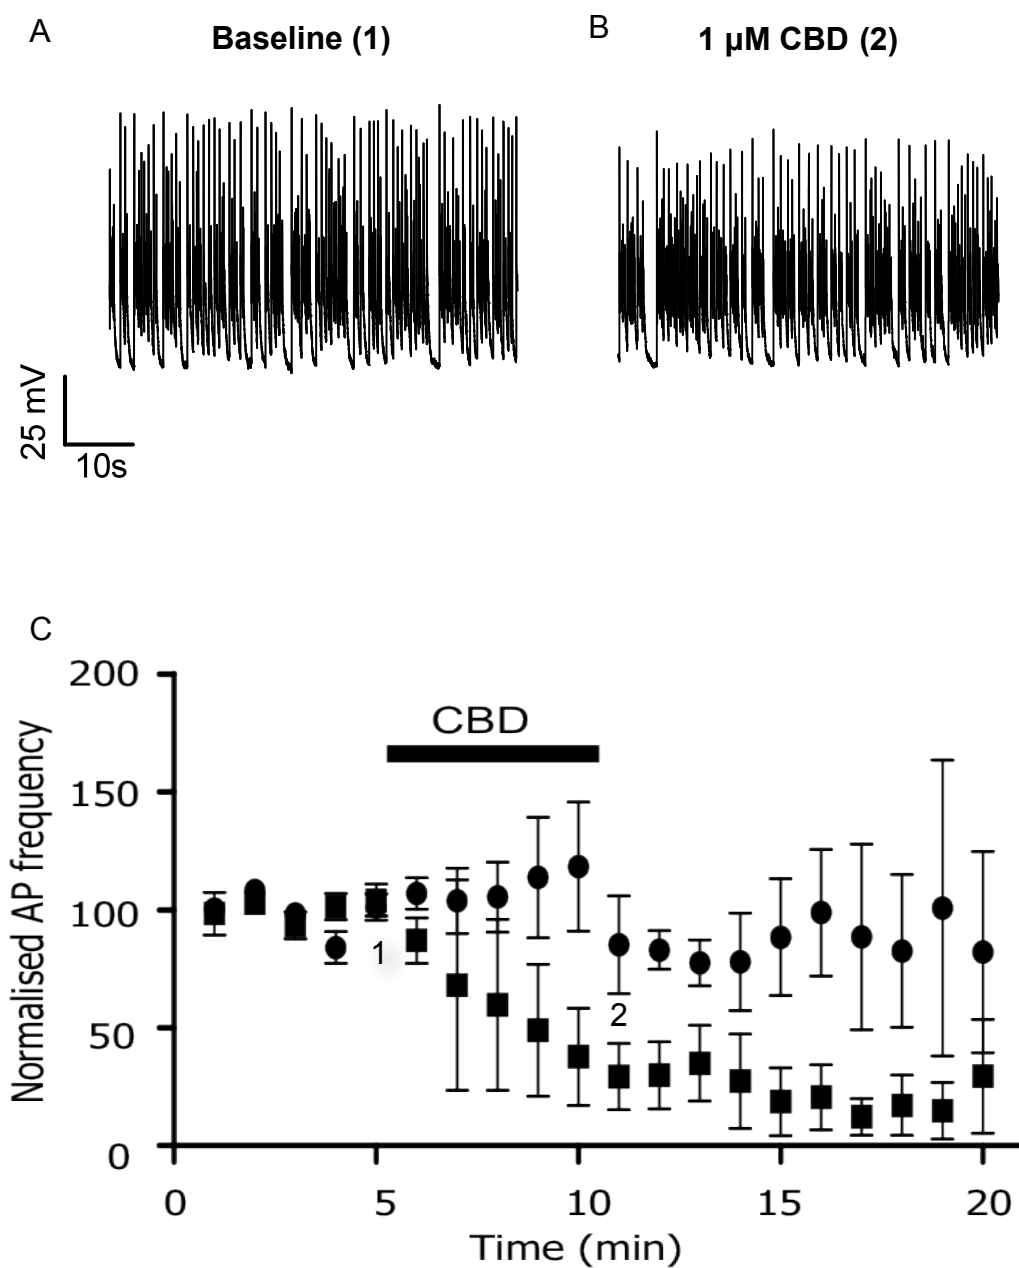 A
Baseline (1)
B
1 µM CBD (2)
25 mV
10s
C
200
150
100
50
0
Normalised AP frequency
CBD
1
2
0
5
10
15
20
Time (min)